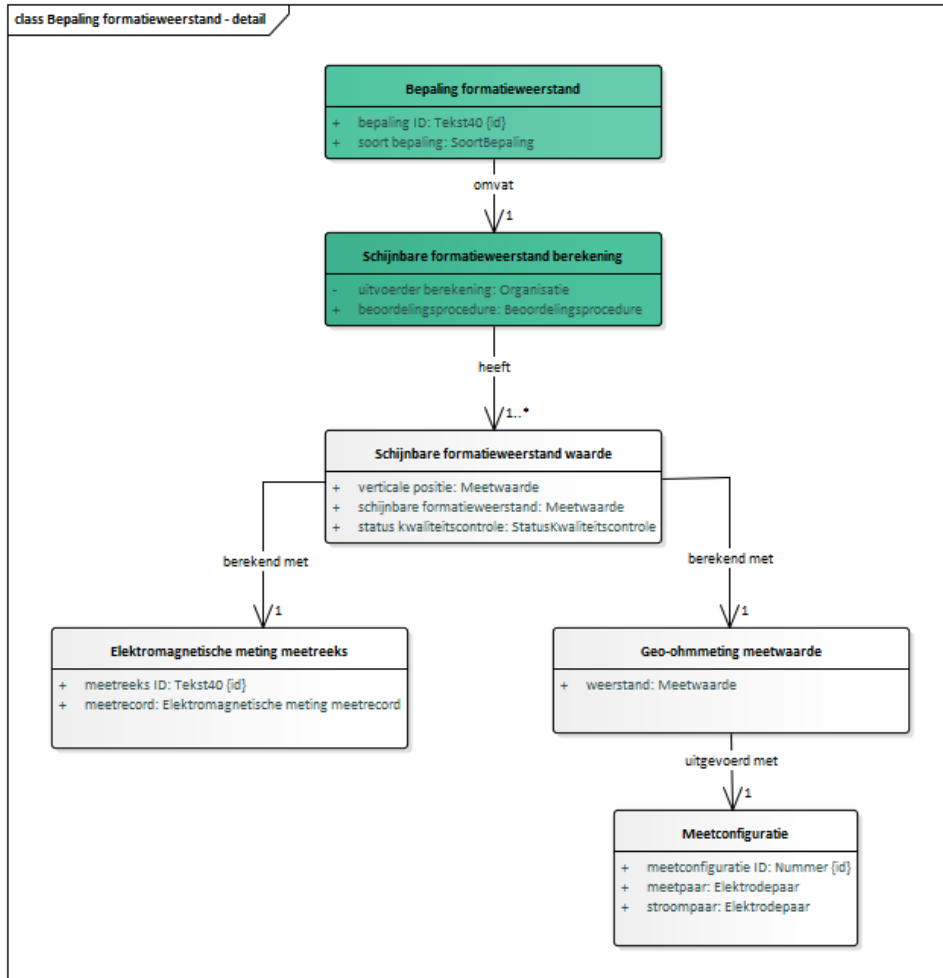 class Bepaling formatieweerstand - detail
Bepaling formatieweerstand
+ bepaling ID: Tekst40 {id}
+ soort bepaling: SoortBepaling
omvat
1
Schijnbare formatieweerstand berekening
- uitvoerder berekening: Organisatie
+ beoordelingsprocedure: Beoordelingsprocedure
heeft
1..*
Schijnbare formatieweerstand waarde
+ verticale positie: Meetwaarde
+ schijnbare formatieweerstand: Meetwaarde
+ status kwaliteitscontrole: StatusKwaliteitscontrole
berekend met
1
berekend met
1
Elektromagnetische meting meetreeks
+ meetreeks ID: Tekst40 {id}
+ meetrecord: Elektromagnetische meting meetrecord
Geo-ohmmeting meetwaarde
+ weerstand: Meetwaarde
uitgevoerd met
1
Meetconfiguratie
+ meetconfiguratie ID: Nummer {id}
+ meetpaar: Elektrodepaar
+ stroompaar: Elektrodepaar